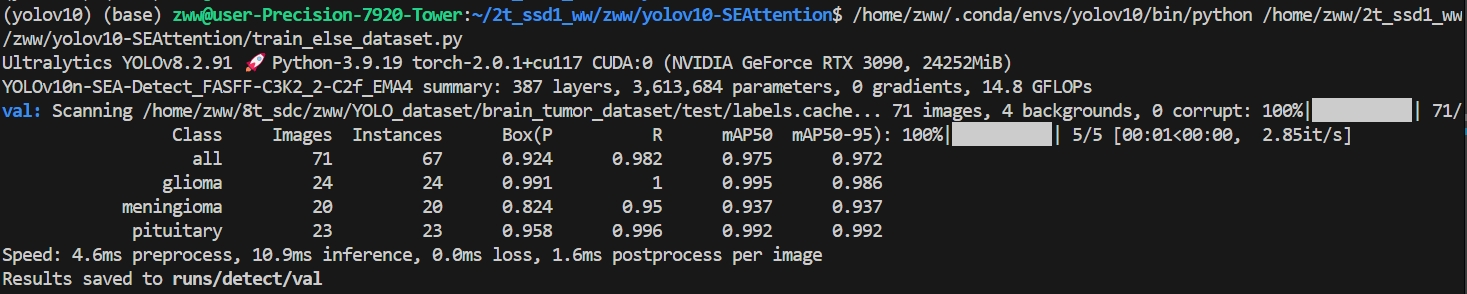 (yolov10) (base) zww@user-Precision-7920-Tower:~/2t_ssd1_ww/zww/yolov10-SEAttention$ /home/zww/.conda/envs/yolov10/bin/python /home/zww/2t_ssd1_ww
/zww/yolov10-SEAttention/train_else_dataset.py
Ultralytics YOLOv8.2.91 🚀 Python-3.9.19 torch-2.0.1+cu117 CUDA:0 (NVIDIA GeForce RTX 3090, 24252MiB)
YOLOv10n-SEA-Detect_FASFF-C3K2_2-C2f_EMA4 summary: 387 layers, 3,613,684 parameters, 0 gradients, 14.8 GFLOPs
val: Scanning /home/zww/8t_sdc/zww/YOLO_dataset/brain_tumor_dataset/test/labels.cache... 71 images, 4 backgrounds, 0 corrupt: 100%|██████████| 71/
Class Images Instances Box(P R mAP50 mAP50-95): 100%|██████████| 5/5 [00:01<00:00, 2.85it/s]
all 71 67 0.924 0.982 0.975 0.972
glioma 24 24 0.991 1 0.995 0.986
meningioma 20 20 0.824 0.95 0.937 0.937
pituitary 23 23 0.958 0.996 0.992 0.992
Speed: 4.6ms preprocess, 10.9ms inference, 0.0ms loss, 1.6ms postprocess per image
Results saved to runs/detect/val